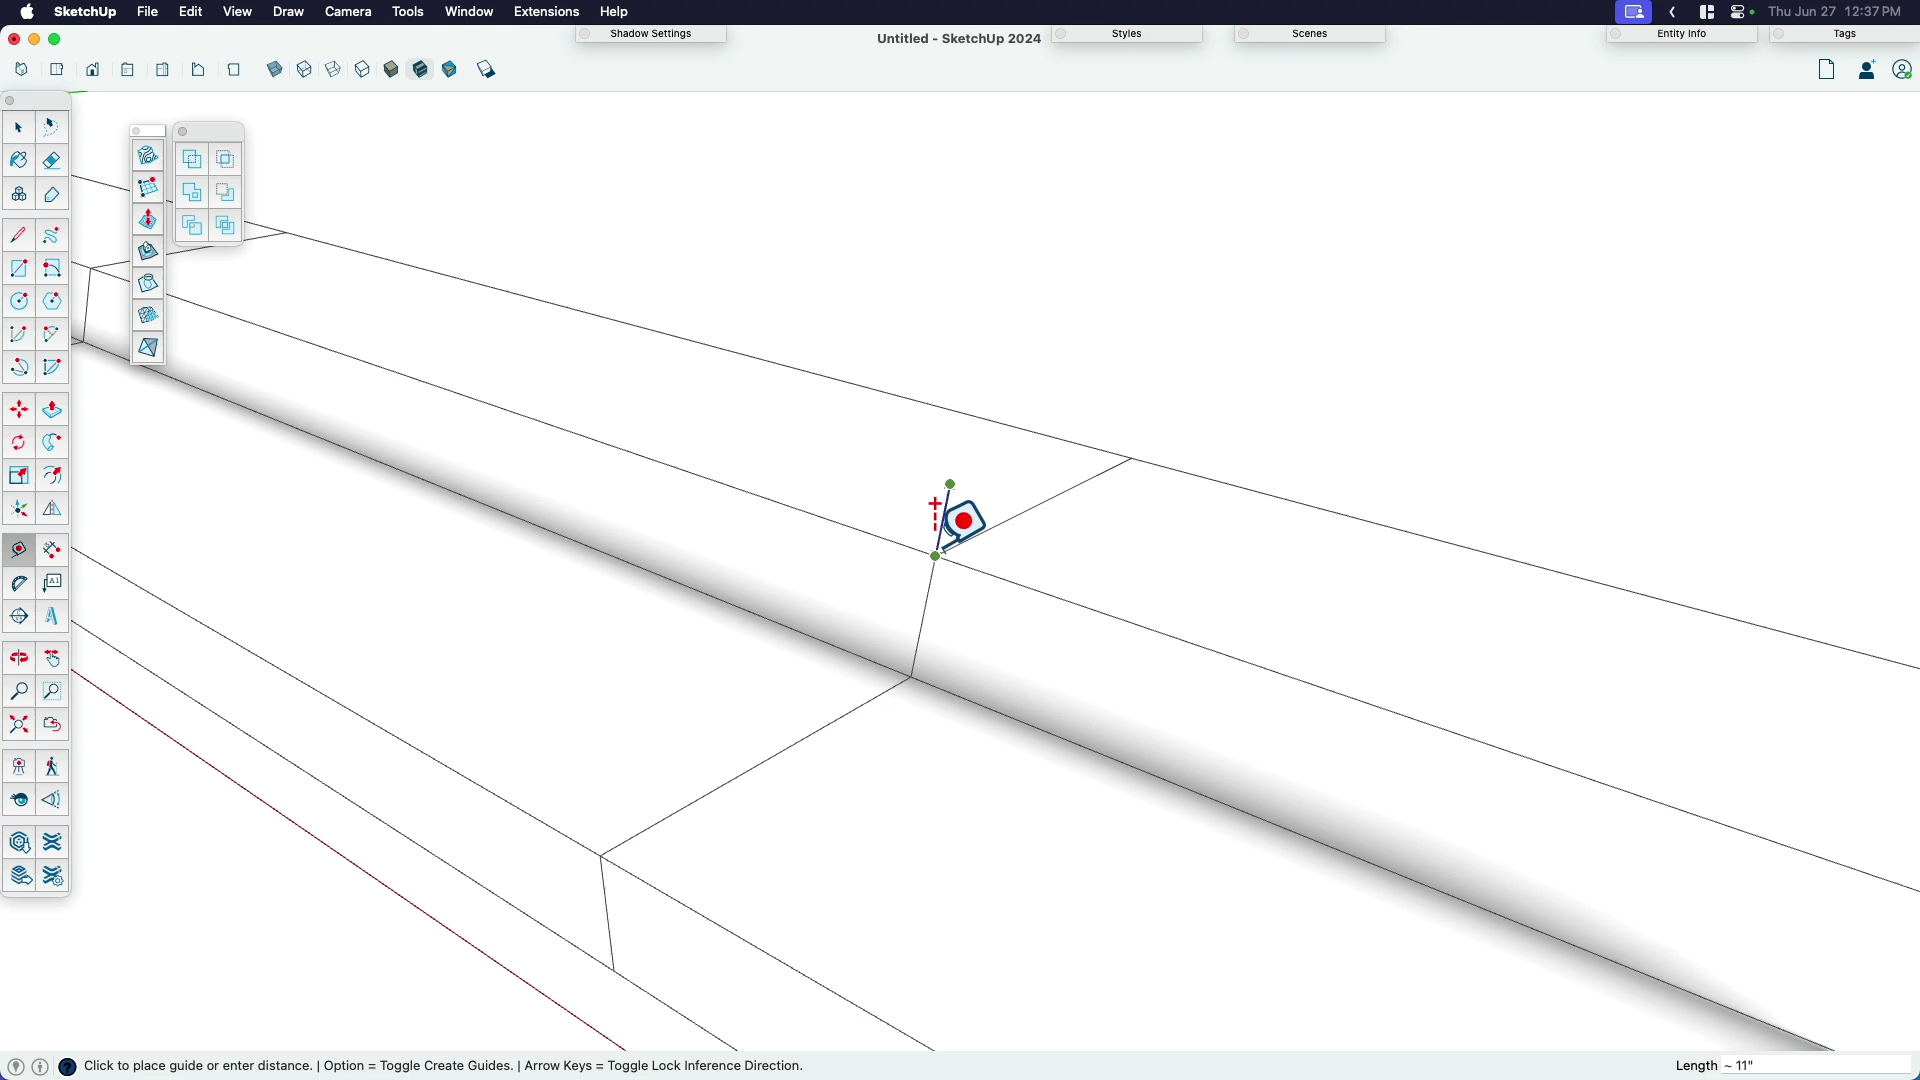 SketchUp File Edit View Draw Camera Tools Window Extensions Help Thu Jun 27 12:37 PM
Shadow Settings Untitled - SketchUp 2024 Styles Scenes Entity Info Tags
A1
Click to place guide or enter distance. | Option = Toggle Create Guides. | Arrow Keys = Toggle Lock Inference Direction. Length ~ 11"